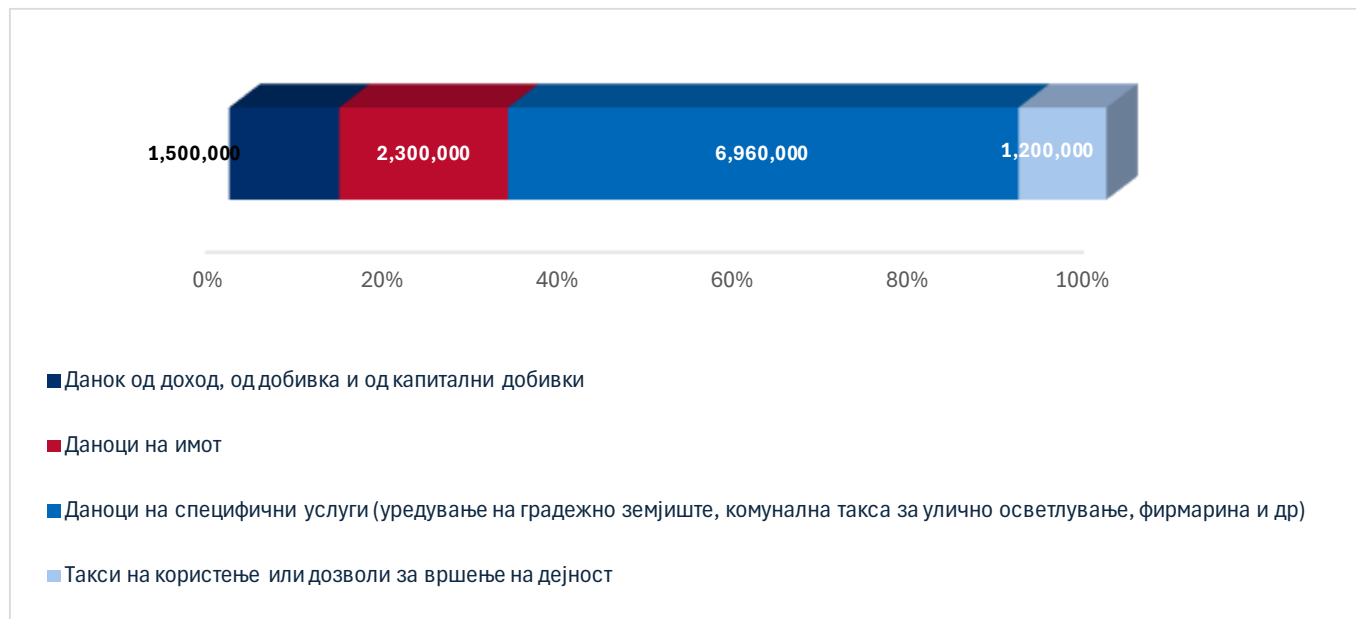 1,500,000 2,300,000 6,960,000 1,200,000
0% 20% 40% 60% 80% 100%
Данок од доход, од добивка и од капитални добивки
Даноци на имот
Даноци на специфични услуги (уредување на градежно земјиште, комунална такса за улично осветлување, фирмарина и др)
Такси на користење или дозволи за вршење на дејност